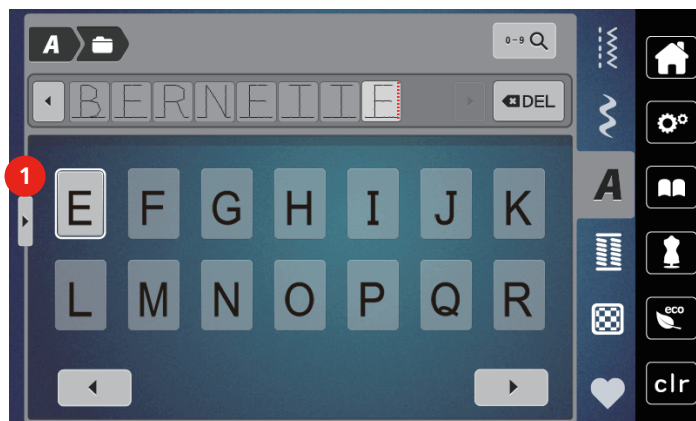 A 0-9
BERNETTE DEL
1
E F G H I J K
L M N O P Q R
A
eco
clr